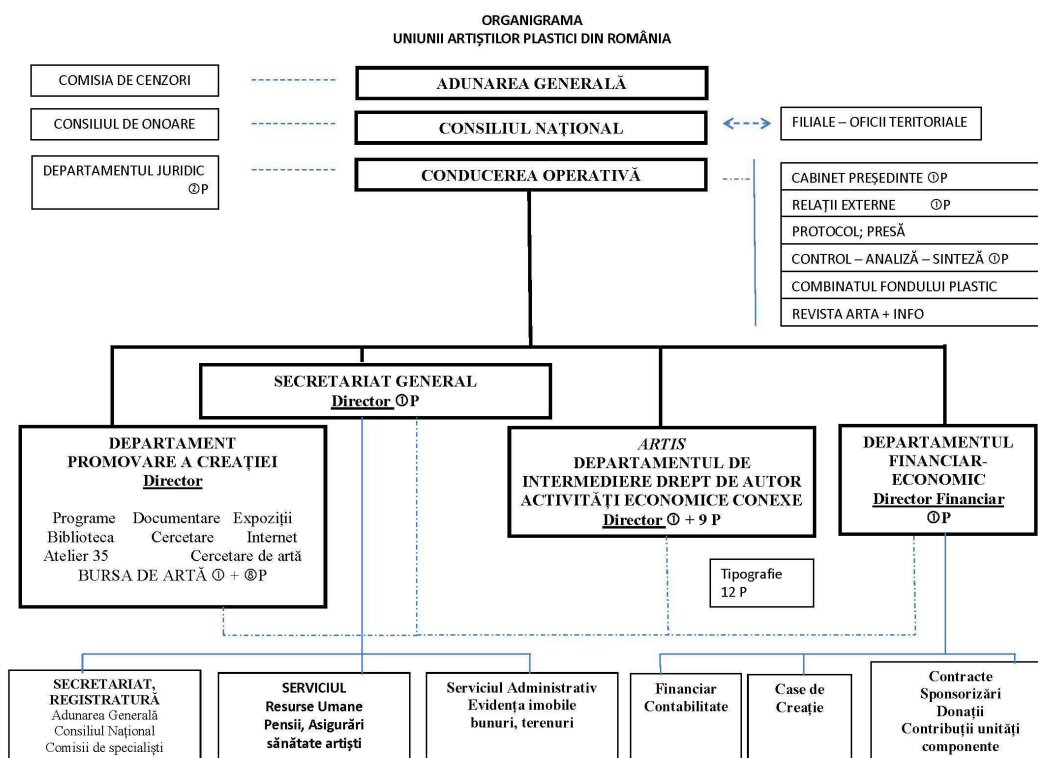 ORGANIGRAMA
UNIUNII ARTIȘTILOR PLASTICI DIN ROMÂNIA
COMISIA DE CENZORI
ADUNAREA GENERALĂ
CONSILIUL DE ONOARE
CONSILIUL NAȚIONAL
FILIALE – OFICII TERITORIALE
DEPARTAMENTUL JURIDIC
②P
CONDUCEREA OPERATIVĂ
CABINET PREȘEDINTE ①P
RELAȚII EXTERNE ①P
PROTOCOL; PRESĂ
CONTROL – ANALIZĂ – SINTEZĂ ①P
COMBINATUL FONDULUI PLASTIC
REVISTA ARTA + INFO
SECRETARIAT GENERAL
Director ①P
DEPARTAMENT
PROMOVARE A CREAȚIEI
Director
Programe Documentare Expoziții
Biblioteca Cercetare Internet
Atelier 35 Cercetare de artă
BURSA DE ARTĂ ① + ⑧P
ARTIS
DEPARTAMENTUL DE
INTERMEDIERE DREPT DE AUTOR
ACTIVITĂȚI ECONOMICE CONEXE
Director ① + 9 P
DEPARTAMENTUL
FINANCIAR-
ECONOMIC
Director Financiar
①P
Tipografie
12 P
SECRETARIAT,
REGISTRATURĂ
Adunarea Generală
Consiliul Național
Comisii de specialiști
SERVICIUL
Resurse Umane
Pensii, Asigurări
sănătate artiști
Serviciul Administrativ
Evidența imobile
bunuri, terenuri
Financiar
Contabilitate
Case de
Creație
Contracte
Sponsorizări
Donații
Contribuții unități
componente